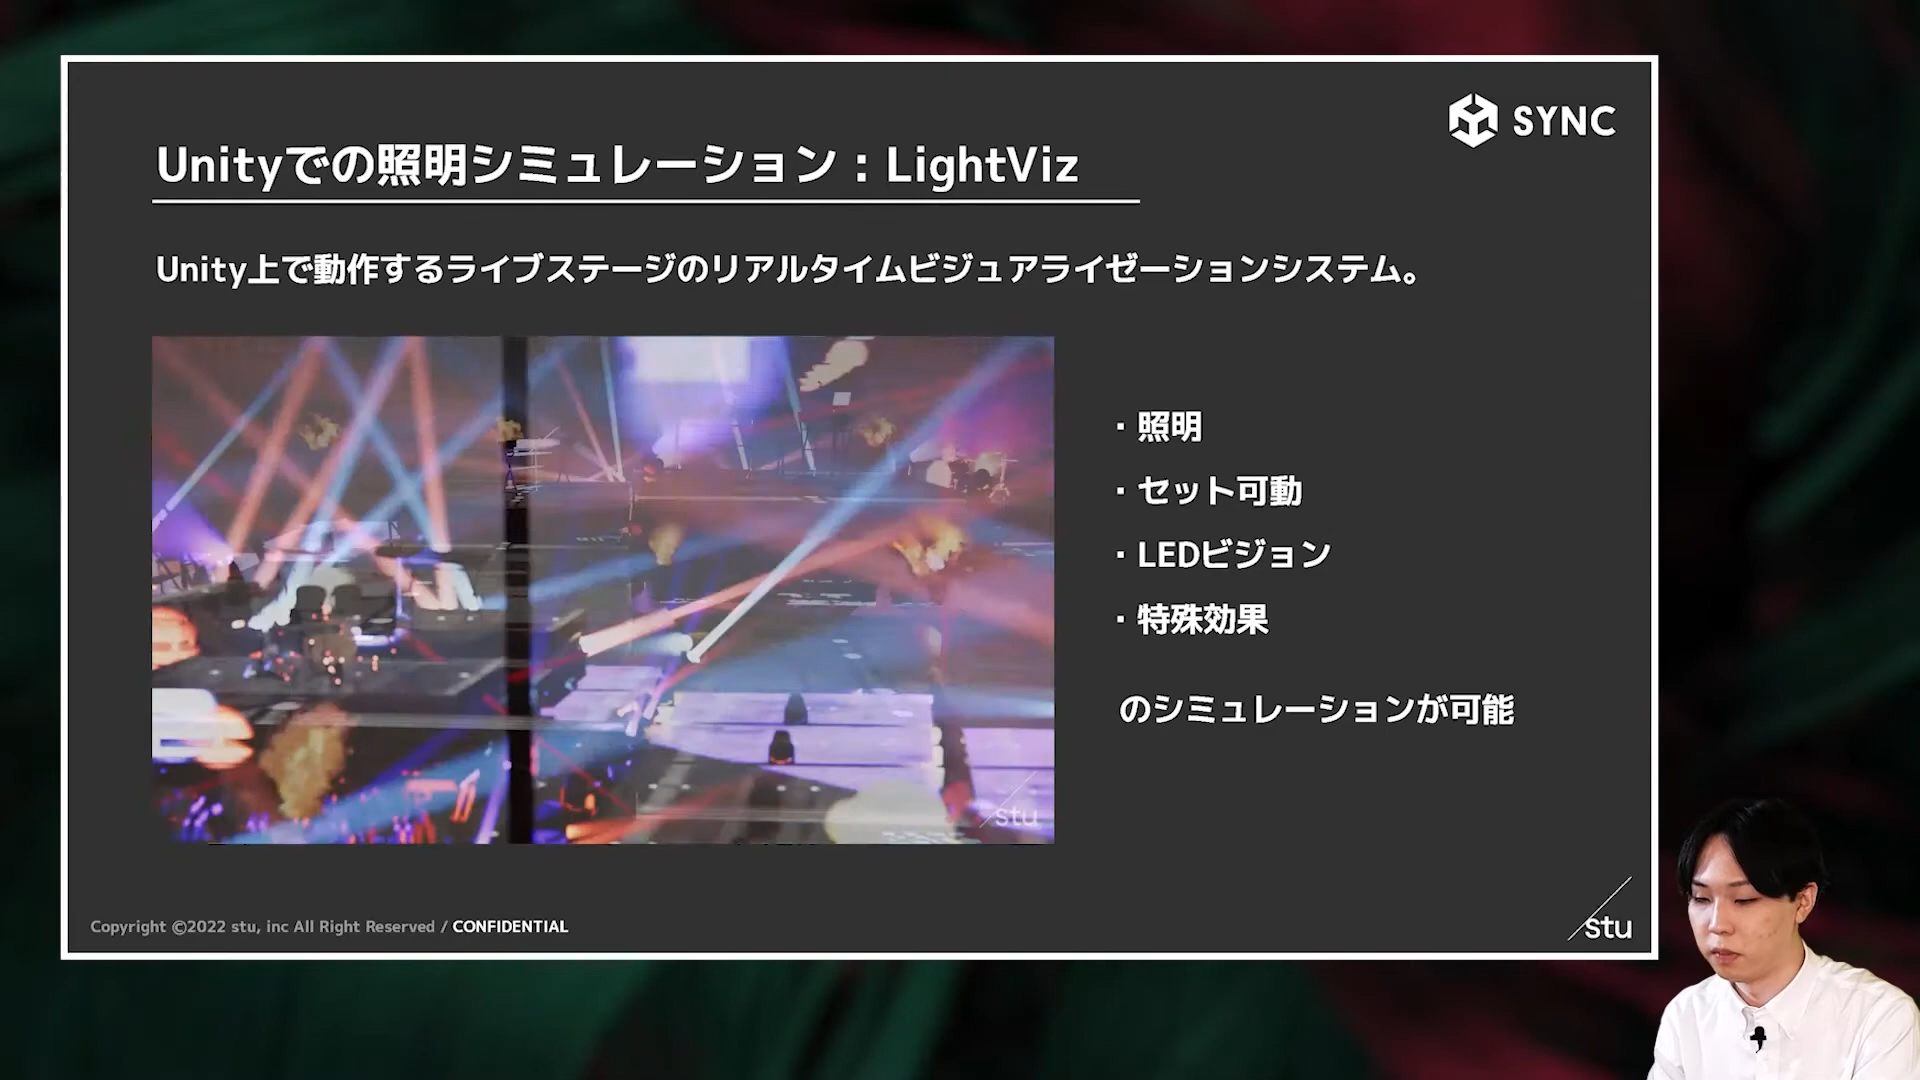 SYNC
Unityでの照明シミュレーション：LightViz
Unity上で動作するライブステージのリアルタイムビジュアライゼーションシステム。
・照明
・セット可動
・LEDビジョン
・特殊効果
のシミュレーションが可能
stu
Copyright ©2022 stu, inc All Right Reserved / CONFIDENTIAL
stu